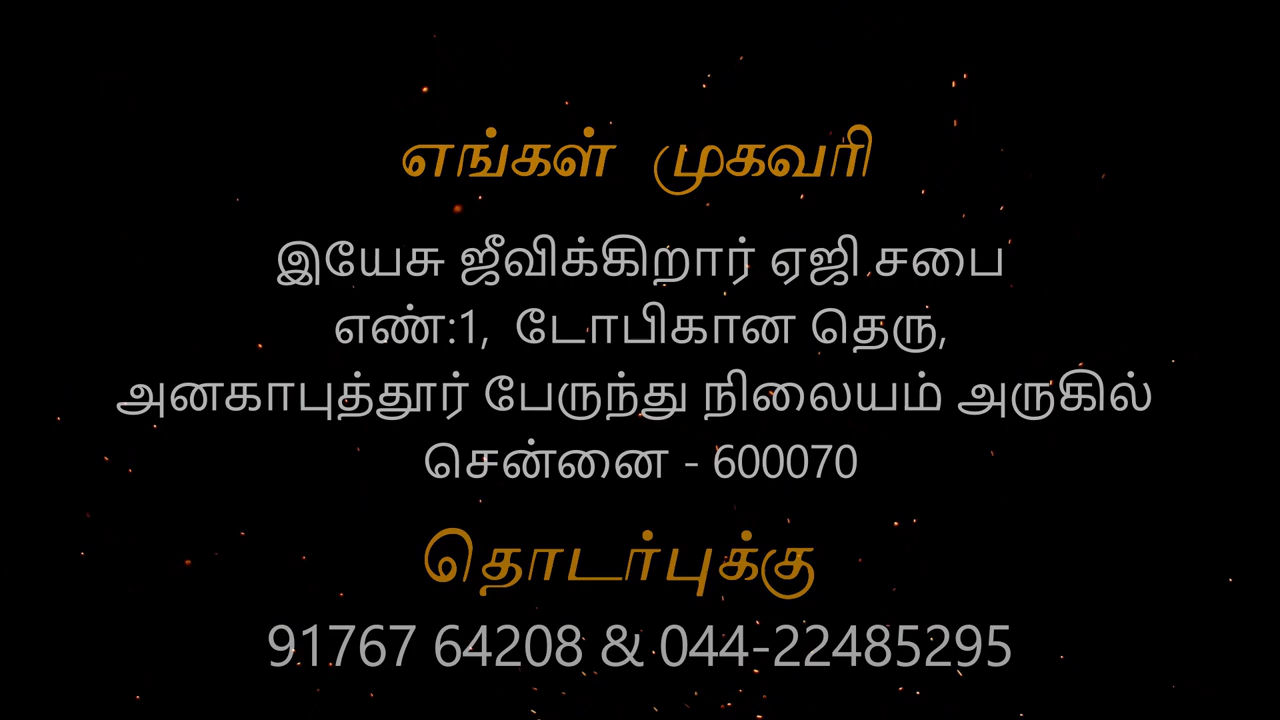 எங்கள் முகவரி
இயேசு ஜீவிக்கிறார் ஏஜி சபை
எண்:1, டோபிகான தெரு,
அனகாபுத்தூர் பேருந்து நிலையம் அருகில்
சென்னை - 600070
தொடர்புக்கு
91767 64208 & 044-22485295